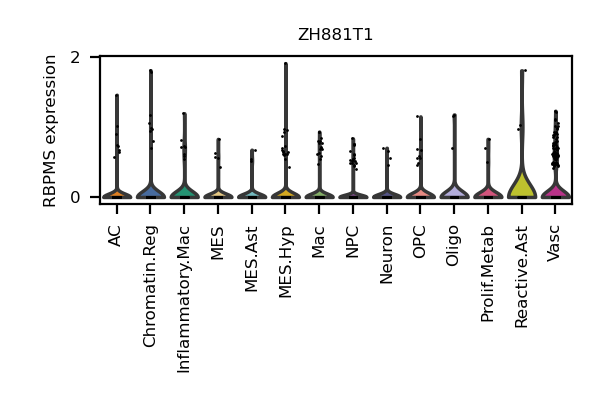 ZH881T1
RBPMS expression
2
0
AC
Chromatin.Reg
Inflammatory.Mac
MES
MES.Ast
MES.Hyp
Mac
NPC
Neuron
OPC
Oligo
Prolif.Metab
Reactive.Ast
Vasc